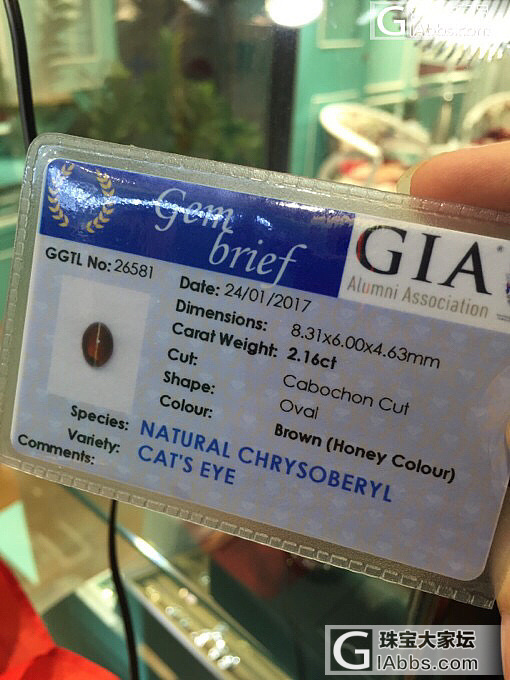 GIA
GIAbbs.com
Gem
brief
GIA
Alumni Association
GGTL No: 26581
Date: 24/01/2017
Dimensions: 8.31x6.00x4.63mm
Carat Weight: 2.16ct
Cut: Cabochon Cut
Shape: Oval
Colour: Brown (Honey Colour)
Species: NATURAL CHRYSOBERYL
Variety: CAT'S EYE
Comments:
G 珠宝大家坛
GIAbbs.com